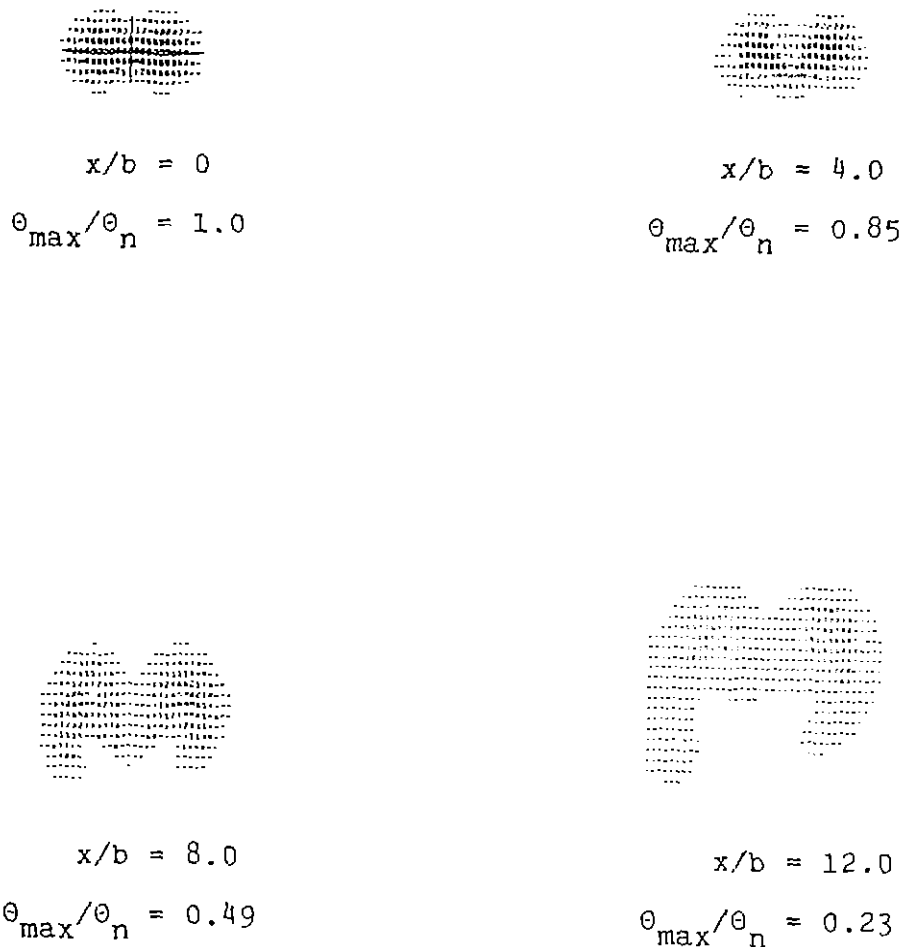 x/b = 0
θmax/θn = 1.0
x/b = 4.0
θmax/θn = 0.85
x/b = 8.0
θmax/θn = 0.49
x/b = 12.0
θmax/θn = 0.23